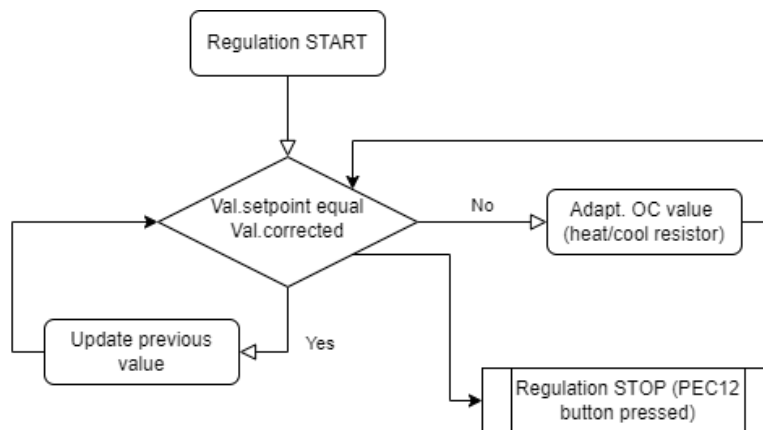 Regulation START
Val.setpoint equal
Val.corrected
No
Adapt. OC value
(heat/cool resistor)
Update previous
value
Yes
Regulation STOP (PEC12
button pressed)